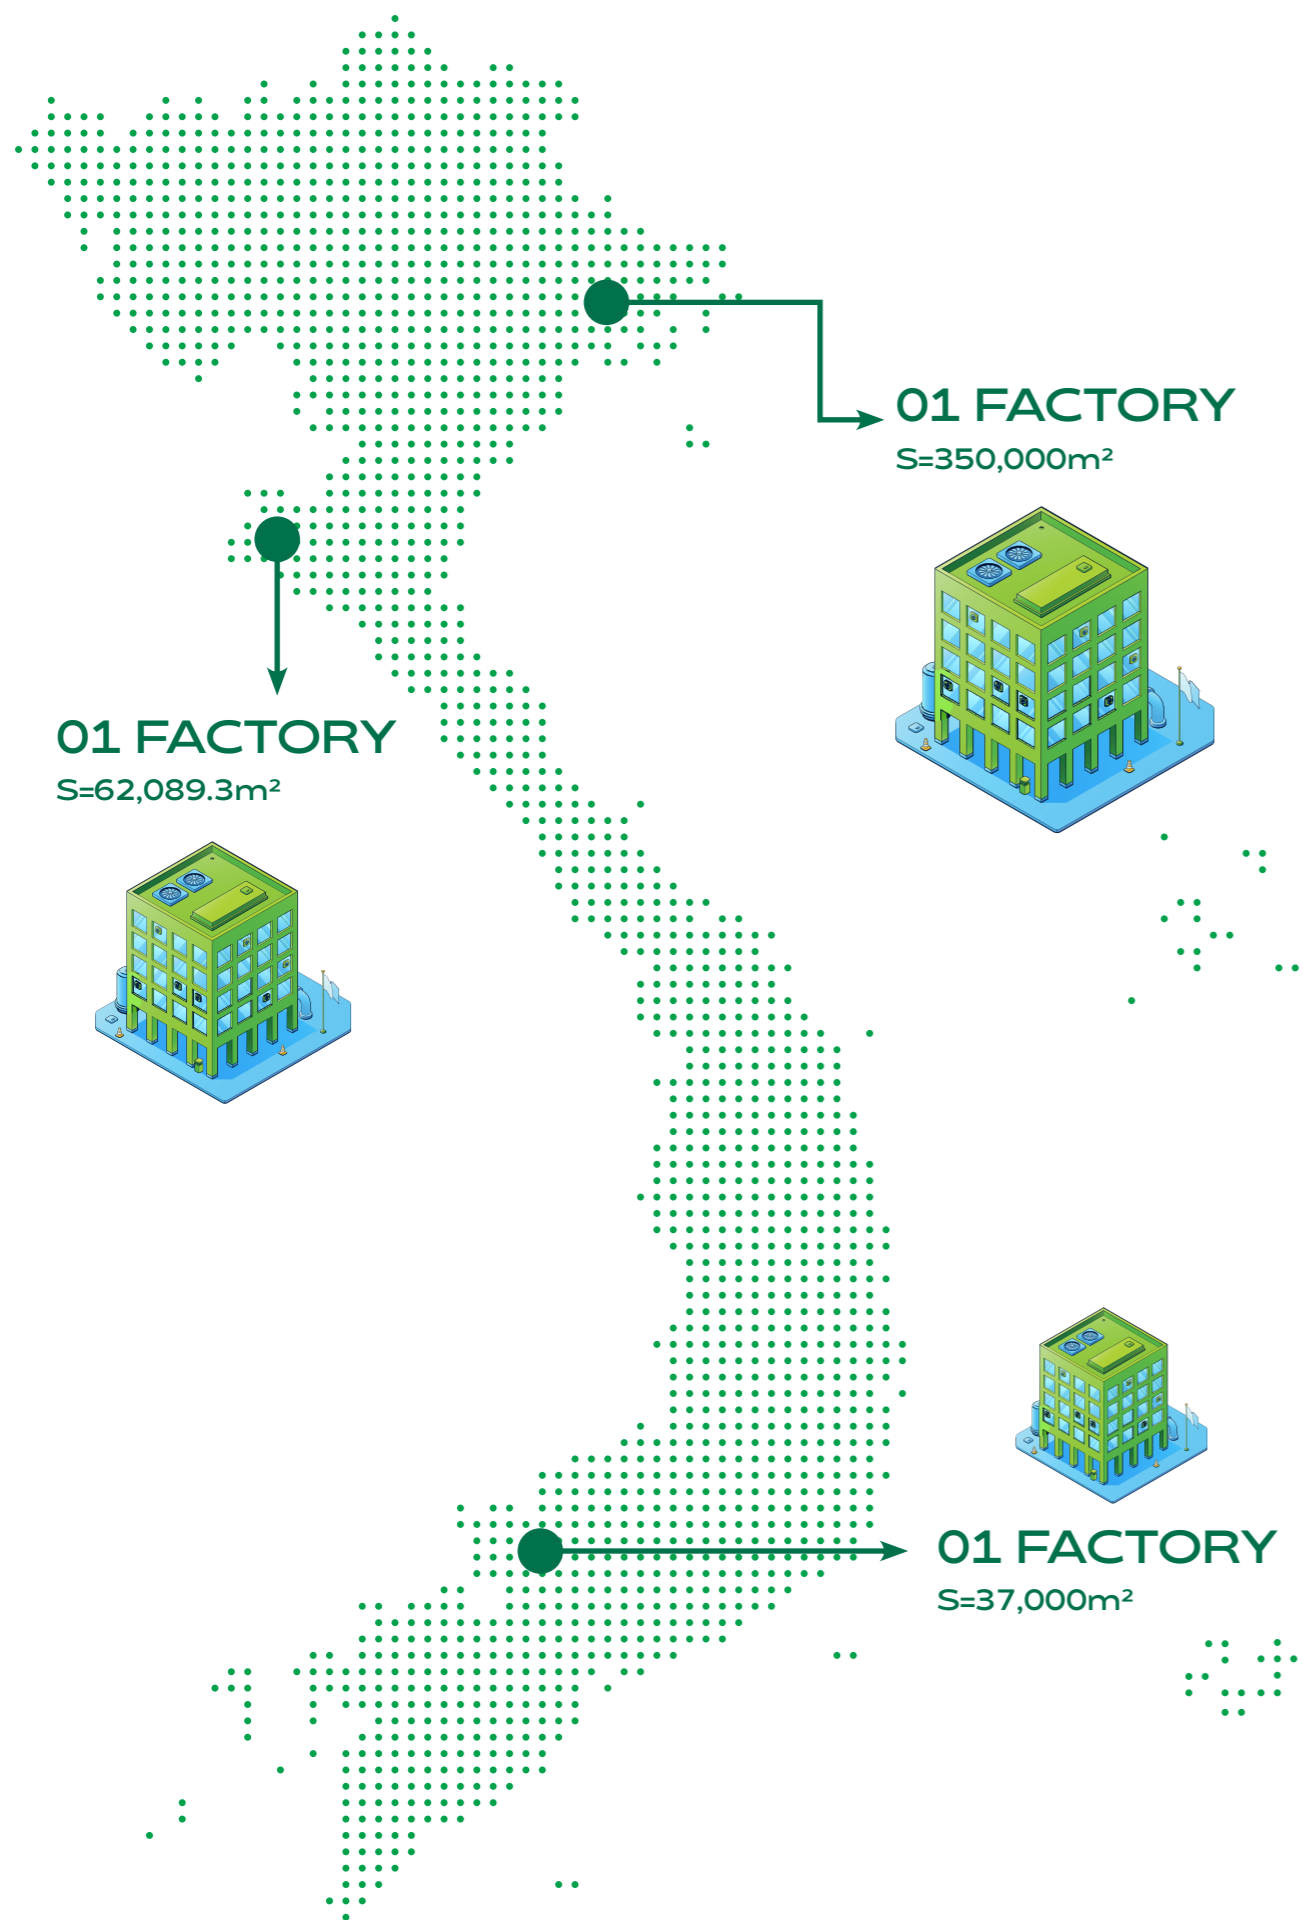 01 FACTORY
S=350,000m²
01 FACTORY
S=62,089.3m²
01 FACTORY
S=37,000m²